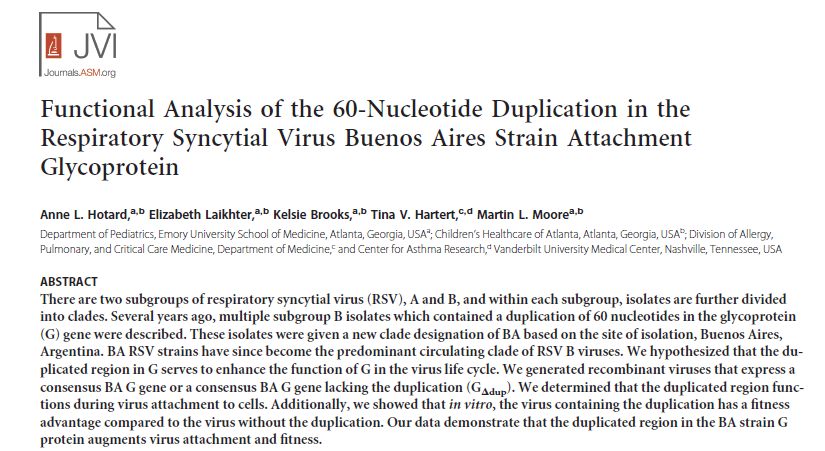 JVI
Journals.ASM.org
Functional Analysis of the 60-Nucleotide Duplication in the
Respiratory Syncytial Virus Buenos Aires Strain Attachment
Glycoprotein
Anne L. Hotard,a,b Elizabeth Laikhter,a,b Kelsie Brooks,a,b Tina V. Hartert,c,d Martin L. Moorea,b
Department of Pediatrics, Emory University School of Medicine, Atlanta, Georgia, USAa; Children's Healthcare of Atlanta, Atlanta, Georgia, USAb; Division of Allergy,
Pulmonary, and Critical Care Medicine, Department of Medicine,c and Center for Asthma Research,d Vanderbilt University Medical Center, Nashville, Tennessee, USA
ABSTRACT
There are two subgroups of respiratory syncytial virus (RSV), A and B, and within each subgroup, isolates are further divided
into clades. Several years ago, multiple subgroup B isolates which contained a duplication of 60 nucleotides in the glycoprotein
(G) gene were described. These isolates were given a new clade designation of BA based on the site of isolation, Buenos Aires,
Argentina. BA RSV strains have since become the predominant circulating clade of RSV B viruses. We hypothesized that the du-
plicated region in G serves to enhance the function of G in the virus life cycle. We generated recombinant viruses that express a
consensus BA G gene or a consensus BA G gene lacking the duplication (GΔdup). We determined that the duplicated region func-
tions during virus attachment to cells. Additionally, we showed that in vitro, the virus containing the duplication has a fitness
advantage compared to the virus without the duplication. Our data demonstrate that the duplicated region in the BA strain G
protein augments virus attachment and fitness.